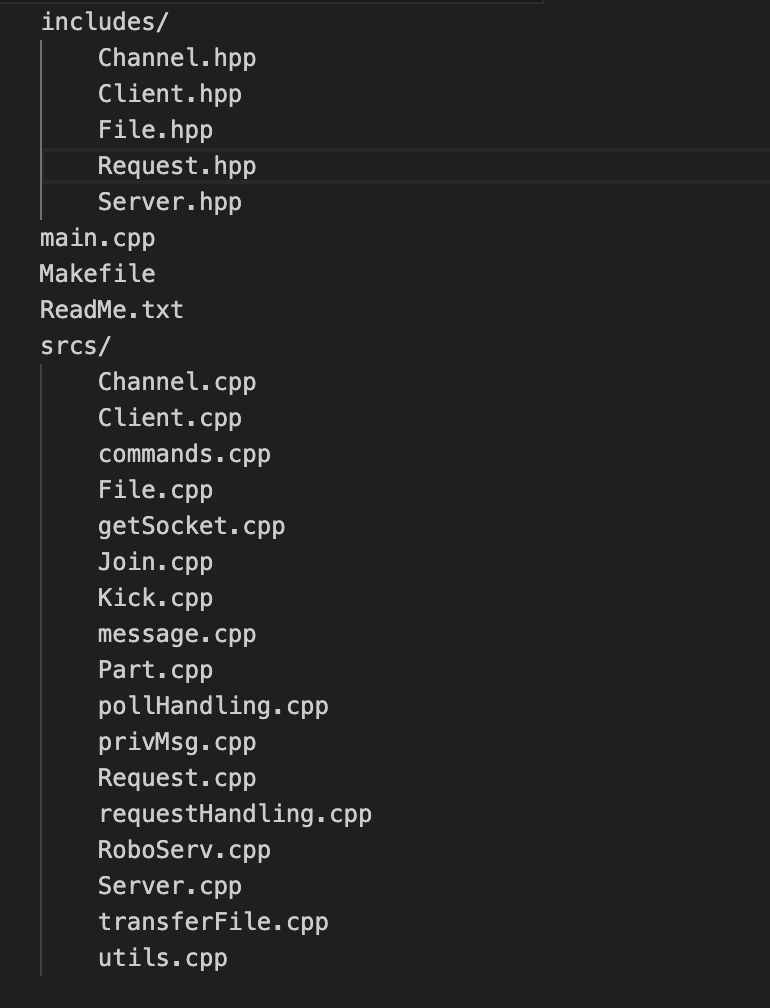 includes/
Channel.hpp
Client.hpp
File.hpp
Request.hpp
Server.hpp
main.cpp
Makefile
ReadMe.txt
srcs/
Channel.cpp
Client.cpp
commands.cpp
File.cpp
getSocket.cpp
Join.cpp
Kick.cpp
message.cpp
Part.cpp
pollHandling.cpp
privMsg.cpp
Request.cpp
requestHandling.cpp
RoboServ.cpp
Server.cpp
transferFile.cpp
utils.cpp